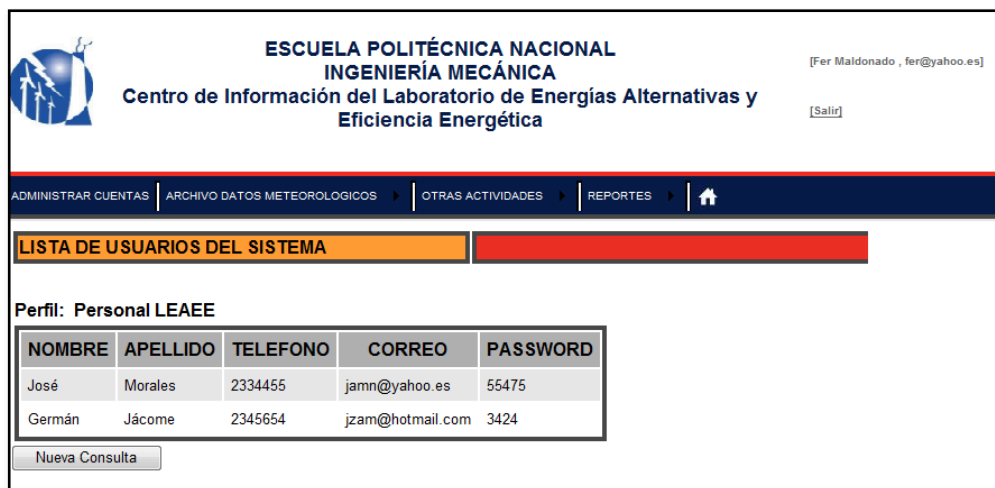 ESCUELA POLITÉCNICA NACIONAL
INGENIERÍA MECÁNICA
Centro de Información del Laboratorio de Energías Alternativas y
Eficiencia Energética
[Fer Maldonado , fer@yahoo.es]
[Salir]
ADMINISTRAR CUENTAS ARCHIVO DATOS METEOROLOGICOS OTRAS ACTIVIDADES REPORTES
LISTA DE USUARIOS DEL SISTEMA
Perfil: Personal LEAEE
NOMBRE APELLIDO TELEFONO CORREO PASSWORD
José Morales 2334455 jamn@yahoo.es 55475
Germán Jácome 2345654 jzam@hotmail.com 3424
Nueva Consulta